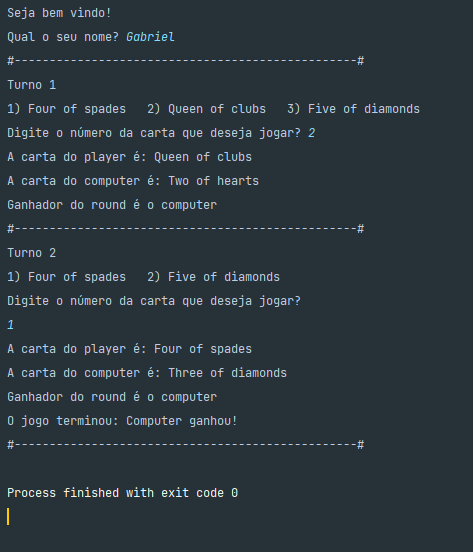 Seja bem vindo!
Qual o seu nome? Gabriel
#-------------------------------------------------#
Turno 1
1) Four of spades   2) Queen of clubs   3) Five of diamonds
Digite o número da carta que deseja jogar? 2
A carta do player é: Queen of clubs
A carta do computer é: Two of hearts
Ganhador do round é o computer
#-------------------------------------------------#
Turno 2
1) Four of spades   2) Five of diamonds
Digite o número da carta que deseja jogar?
1
A carta do player é: Four of spades
A carta do computer é: Three of diamonds
Ganhador do round é o computer
O jogo terminou: Computer ganhou!
#-------------------------------------------------#
Process finished with exit code 0